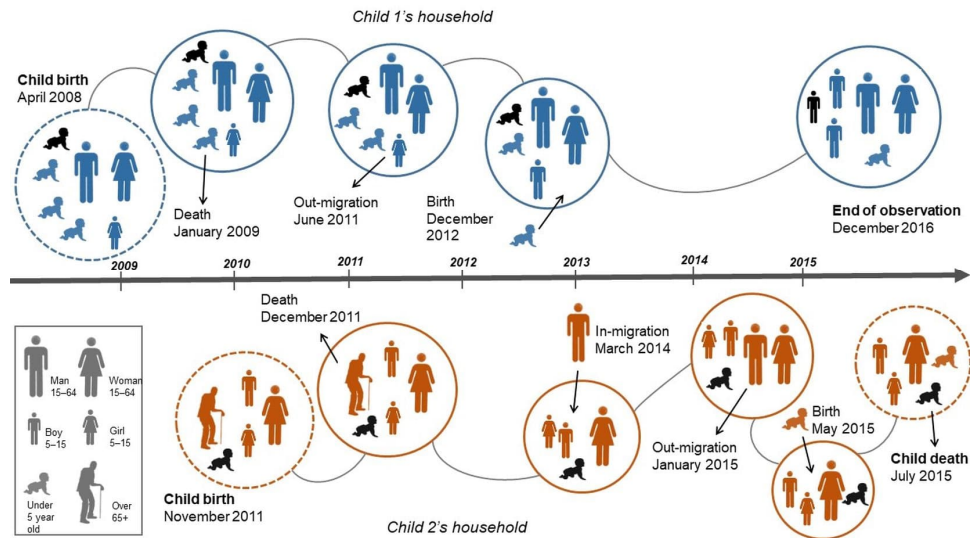 Child 1's household
Child birth
April 2008
Death
January 2009
Out-migration
June 2011
Birth
December
2012
End of observation
December 2016
2009
2010
2011
2012
2013
2014
2015
Death
December 2011
In-migration
March 2014
Out-migration
January 2015
Birth
May 2015
Child death
July 2015
Child birth
November 2011
Child 2's household
Man
15–64
Woman
15–64
Boy
5–15
Girl
5–15
Under
5 year
old
Over
65+